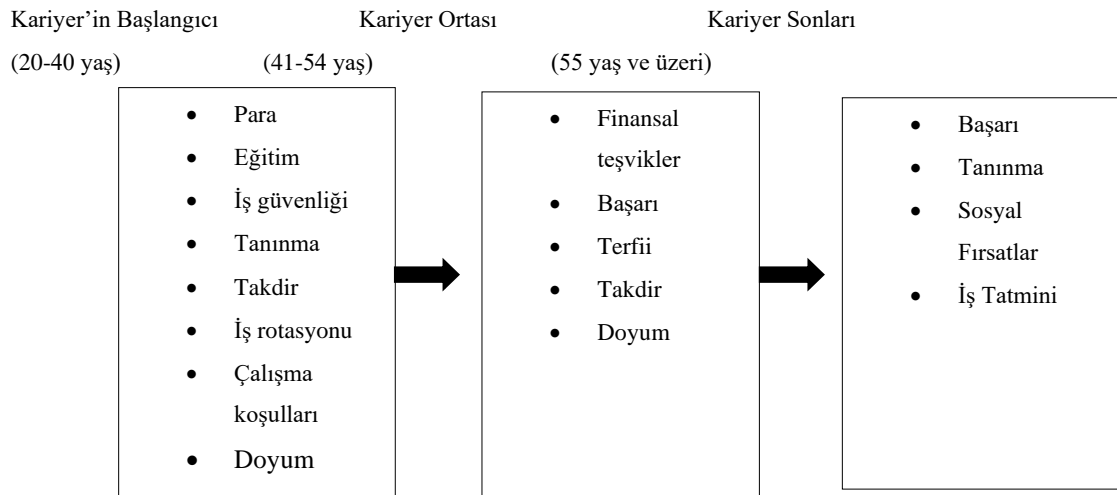 Kariyer’in Başlangıcı Kariyer Ortası Kariyer Sonları
(20-40 yaş) (41-54 yaş) (55 yaş ve üzeri)
• Para
• Eğitim
• İş güvenliği
• Tanınma
• Takdir
• İş rotasyonu
• Çalışma
koşulları
• Doyum
• Finansal
teşvikler
• Başarı
• Terfii
• Takdir
• Doyum
• Başarı
• Tanınma
• Sosyal
Fırsatlar
• İş Tatmini